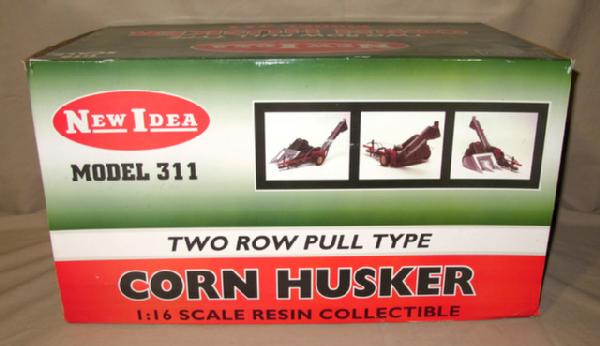 NEW IDEA
MODEL 311
TWO ROW PULL TYPE
CORN HUSKER
1:16 SCALE RESIN COLLECTIBLE